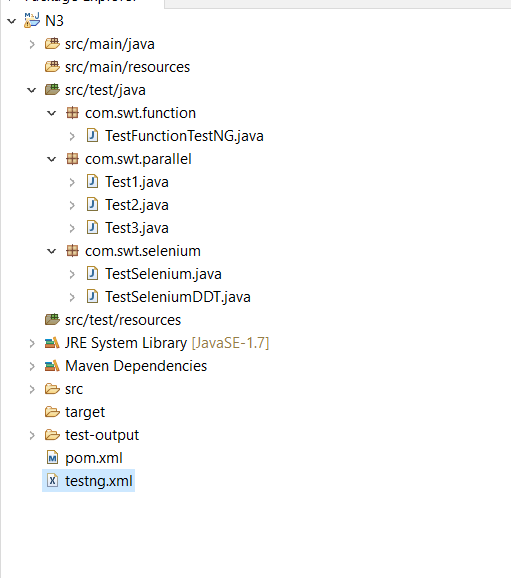 N3
src/main/java
src/main/resources
src/test/java
com.swt.function
TestFunctionTestNG.java
com.swt.parallel
Test1.java
Test2.java
Test3.java
com.swt.selenium
TestSelenium.java
TestSeleniumDDT.java
src/test/resources
JRE System Library [JavaSE-1.7]
Maven Dependencies
src
target
test-output
pom.xml
testng.xml